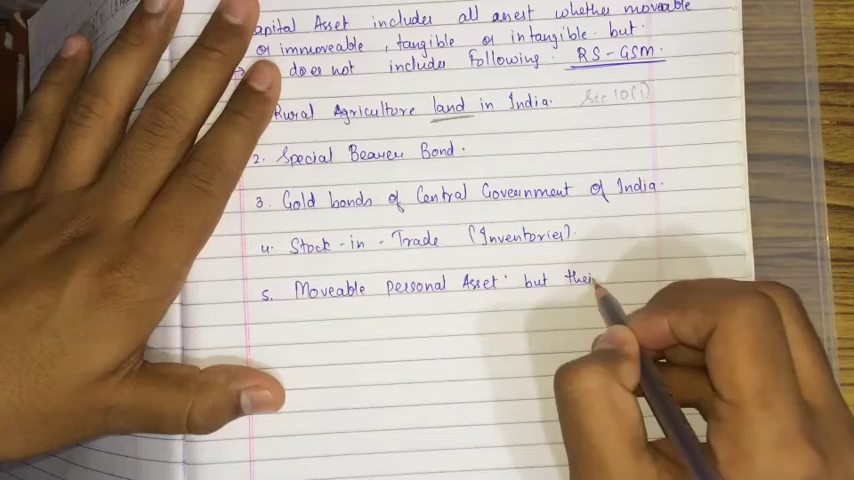 apital Asset includes all asset whether moveable
or immoveable, tangible or intangible. but
does not includes following. RS-GSM.
Rural Agriculture land in India. Sec 10(1)
2. Special Bearer Bond.
3. Gold bonds of Central Government of India.
4. Stock-in-Trade (Inventories).
5. Moveable personal Asset but thei